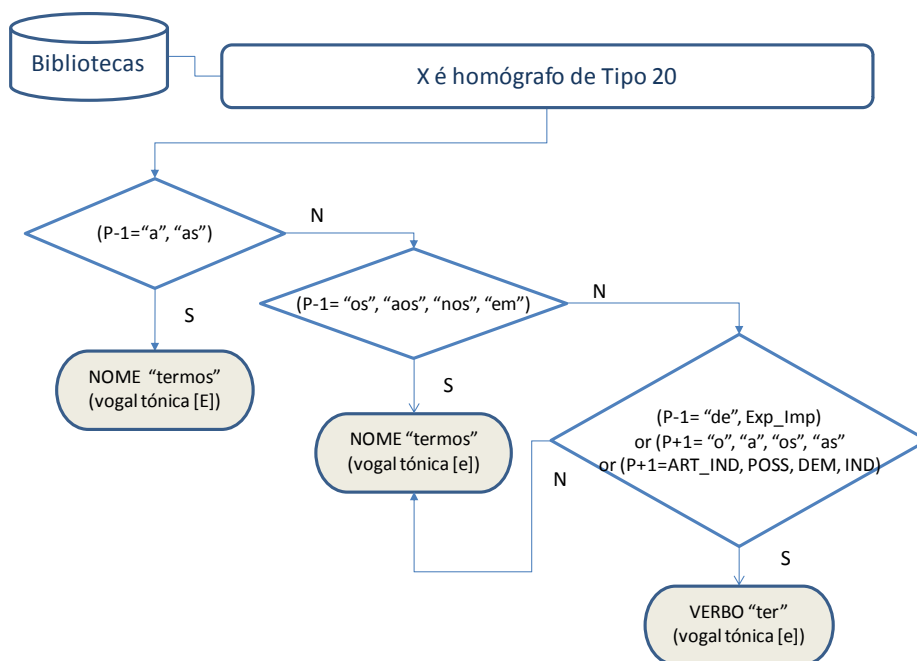 Bibliotecas
X é homógrafo de Tipo 20
(P-1=“a”, “as”)
N
S
(P-1= “os”, “aos”, “nos”, “em”)
N
S
NOME “termos”
(vogal tónica [E])
NOME “termos”
(vogal tónica [e])
(P-1= “de”, Exp_Imp)
or (P+1= “o”, “a”, “os”, “as”
or (P+1=ART_IND, POSS, DEM, IND)
N
S
VERBO “ter”
(vogal tónica [e])